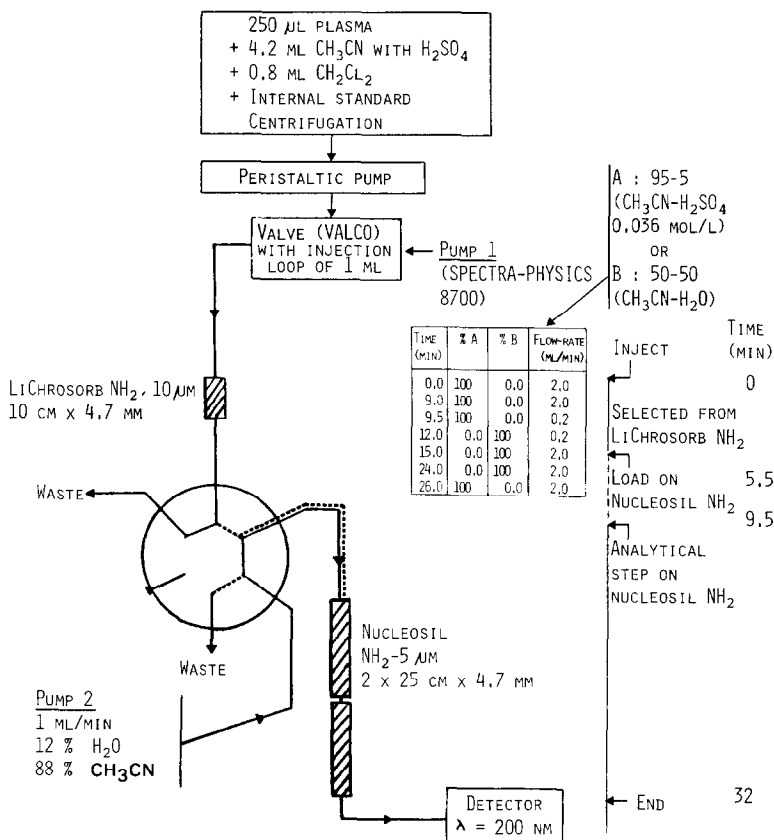 250 µL PLASMA
+ 4.2 ML CH3CN WITH H2SO4
+ 0.8 ML CH2CL2
+ INTERNAL STANDARD
CENTRIFUGATION
PERISTALTIC PUMP
VALVE (VALCO)
WITH INJECTION
LOOP OF 1 ML
PUMP 1
(SPECTRA-PHYSICS
8700)
A : 95-5
(CH3CN-H2SO4
0.036 MOL/L)
OR
B : 50-50
(CH3CN-H2O)
TIME (MIN) % A % B FLOW-RATE (ML/MIN)
0.0 100 0.0 2.0
9.0 100 0.0 2.0
9.5 100 0.0 0.2
12.0 0.0 100 0.2
15.0 0.0 100 2.0
24.0 0.0 100 2.0
26.0 100 0.0 2.0
TIME
(MIN)
INJECT 0
SELECTED FROM
LICHROSORB NH2
5.5
LOAD ON
NUCLEOSIL NH2
9.5
ANALYTICAL
STEP ON
NUCLEOSIL NH2
END 32
LICHROSORB NH2, 10µM
10 CM x 4.7 MM
WASTE
WASTE
NUCLEOSIL
NH2-5 µM
2 x 25 CM x 4.7 MM
PUMP 2
1 ML/MIN
12 % H2O
88 % CH3CN
DETECTOR
λ = 200 NM